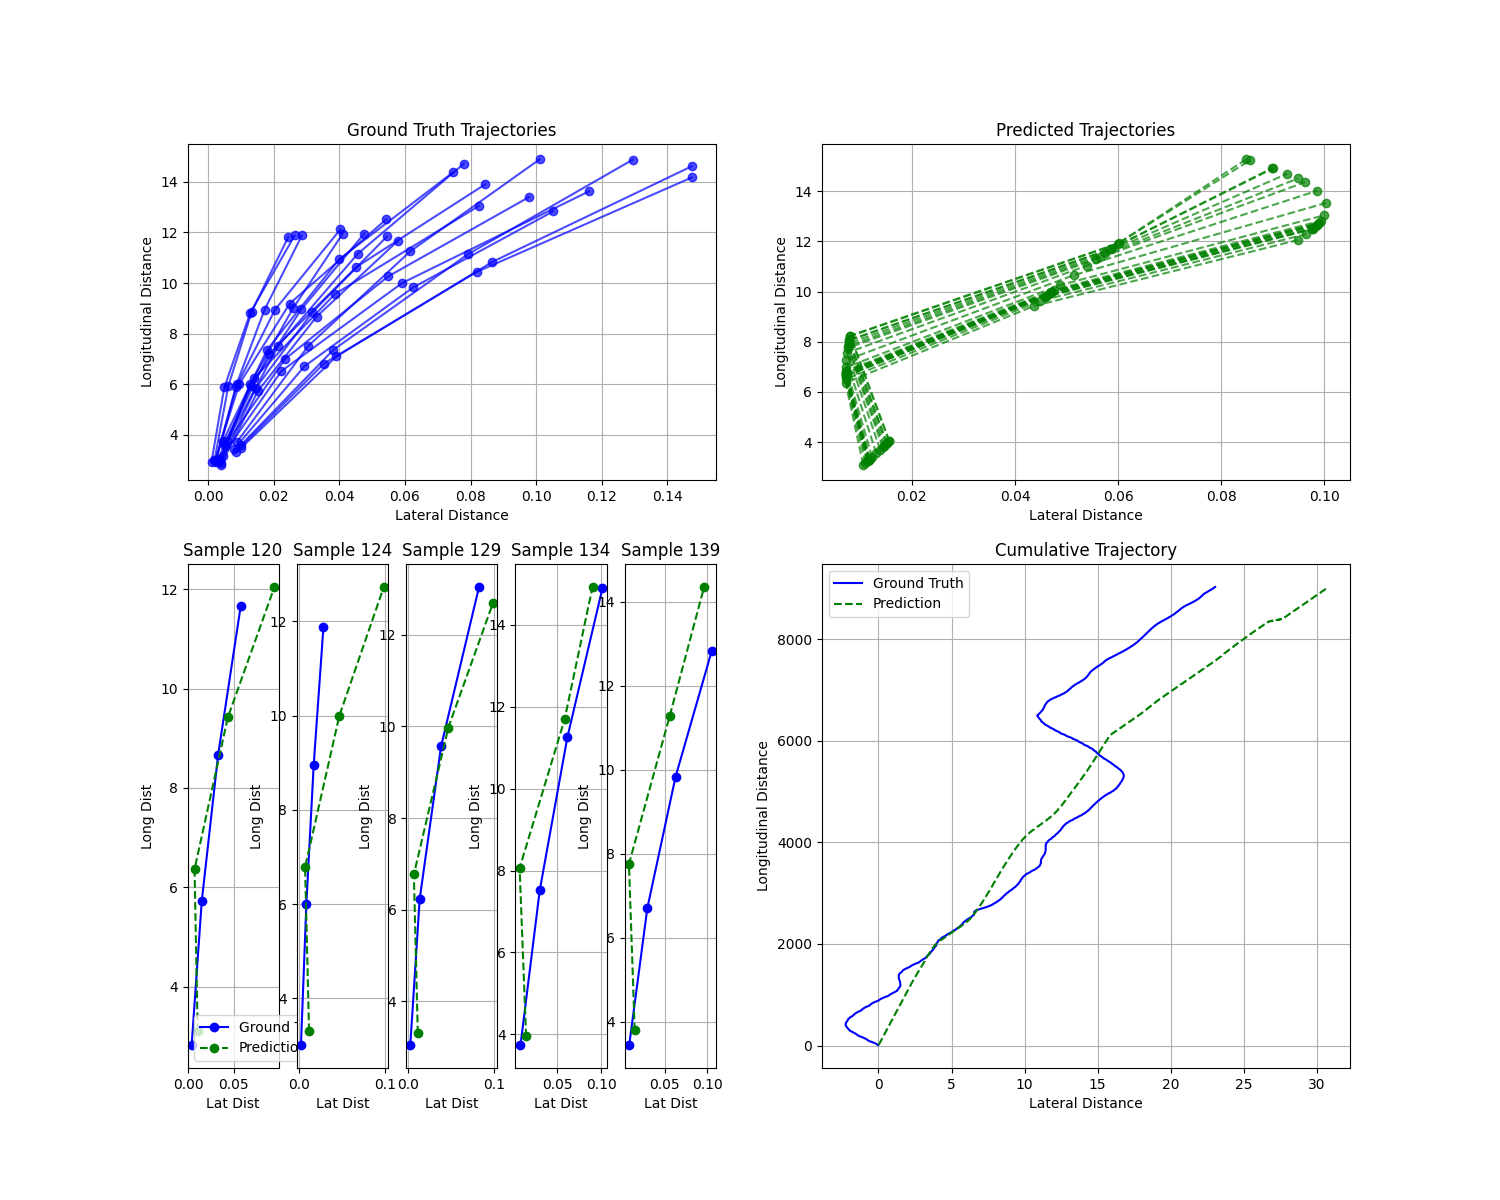 Ground Truth Trajectories
Longitudinal Distance
14
12
10
8
6
4
0.00 0.02 0.04 0.06 0.08 0.10 0.12 0.14
Lateral Distance
Predicted Trajectories
Longitudinal Distance
14
12
10
8
6
4
0.02 0.04 0.06 0.08 0.10
Lateral Distance
Sample 120
Long Dist
12
10
8
6
4
Ground
Predictio
0.00 0.05
Lat Dist
Sample 124
Long Dist
12
10
8
6
4
0.0 0.1
Lat Dist
Sample 129
Long Dist
12
10
8
6
4
0.0 0.1
Lat Dist
Sample 134
Long Dist
14
12
10
8
6
4
0.05 0.10
Lat Dist
Sample 139
Long Dist
14
12
10
8
6
4
0.05 0.10
Lat Dist
Cumulative Trajectory
Ground Truth
Prediction
Longitudinal Distance
8000
6000
4000
2000
0
0 5 10 15 20 25 30
Lateral Distance